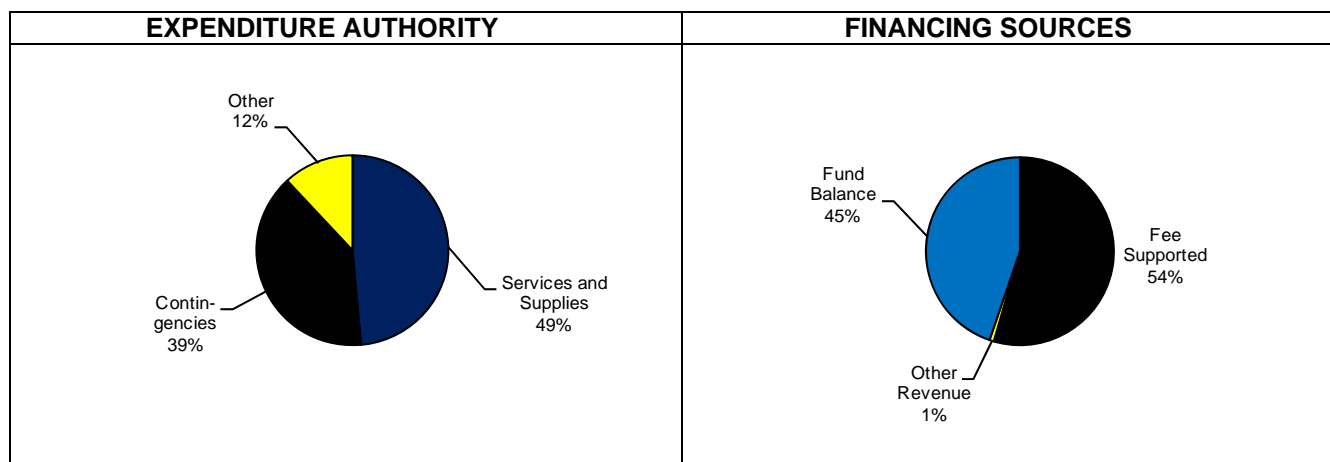 EXPENDITURE AUTHORITY
Other
12%
Services and
Supplies
49%
Contin-
gencies
39%
FINANCING SOURCES
Fund
Balance
45%
Fee
Supported
54%
Other
Revenue
1%